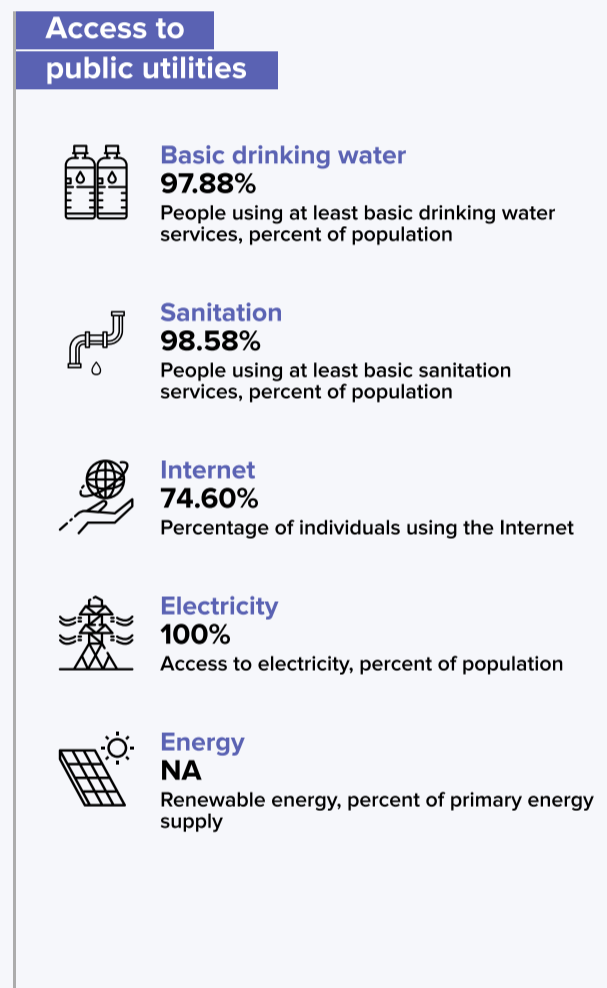 Access to
public utilities
Basic drinking water
97.88%
People using at least basic drinking water
services, percent of population
Sanitation
98.58%
People using at least basic sanitation
services, percent of population
Internet
74.60%
Percentage of individuals using the Internet
Electricity
100%
Access to electricity, percent of population
Energy
NA
Renewable energy, percent of primary energy
supply